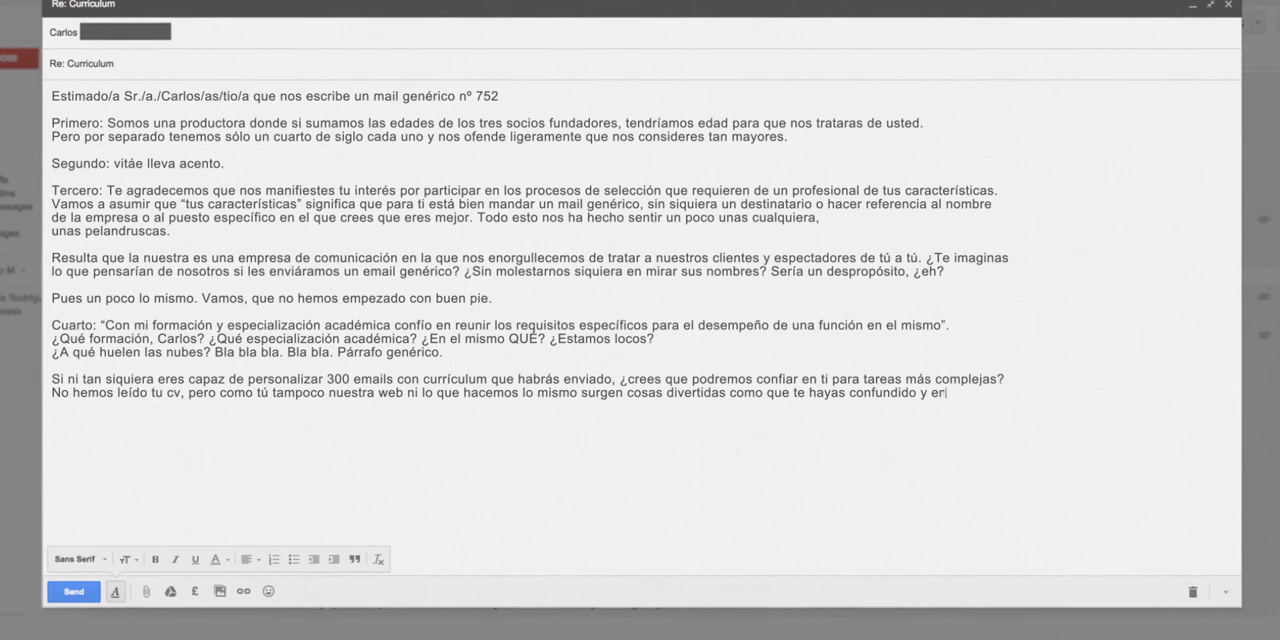 Re: Curriculum
Carlos
Re: Curriculum
Estimado/a Sr./a./Carlos/as/tio/a que nos escribe un mail genérico nº 752
Primero: Somos una productora donde si sumamos las edades de los tres socios fundadores, tendríamos edad para que nos trataras de usted.
Pero por separado tenemos sólo un cuarto de siglo cada uno y nos ofende ligeramente que nos consideres tan mayores.
Segundo: vitáe lleva acento.
Tercero: Te agradecemos que nos manifiestes tu interés por participar en los procesos de selección que requieren de un profesional de tus características.
Vamos a asumir que “tus características” significa que para ti está bien mandar un mail genérico, sin siquiera un destinatario o hacer referencia al nombre
de la empresa o al puesto específico en el que crees que eres mejor. Todo esto nos ha hecho sentir un poco unas cualquiera,
unas pelandruscas.
Resulta que la nuestra es una empresa de comunicación en la que nos enorgullecemos de tratar a nuestros clientes y espectadores de tú a tú. ¿Te imaginas
lo que pensarían de nosotros si les enviáramos un email genérico? ¿Sin molestarnos siquiera en mirar sus nombres? Sería un despropósito, ¿eh?
Pues un poco lo mismo. Vamos, que no hemos empezado con buen pie.
Cuarto: “Con mi formación y especialización académica confío en reunir los requisitos específicos para el desempeño de una función en el mismo”.
¿Qué formación, Carlos? ¿Qué especialización académica? ¿En el mismo QUÉ? ¿Estamos locos?
¿A qué huelen las nubes? Bla bla bla. Bla bla. Párrafo genérico.
Si ni tan siquiera eres capaz de personalizar 300 emails con currículum que habrás enviado, ¿crees que podremos confiar en ti para tareas más complejas?
No hemos leído tu cv, pero como tú tampoco nuestra web ni lo que hacemos lo mismo surgen cosas divertidas como que te hayas confundido y en
Sans Serif
Send